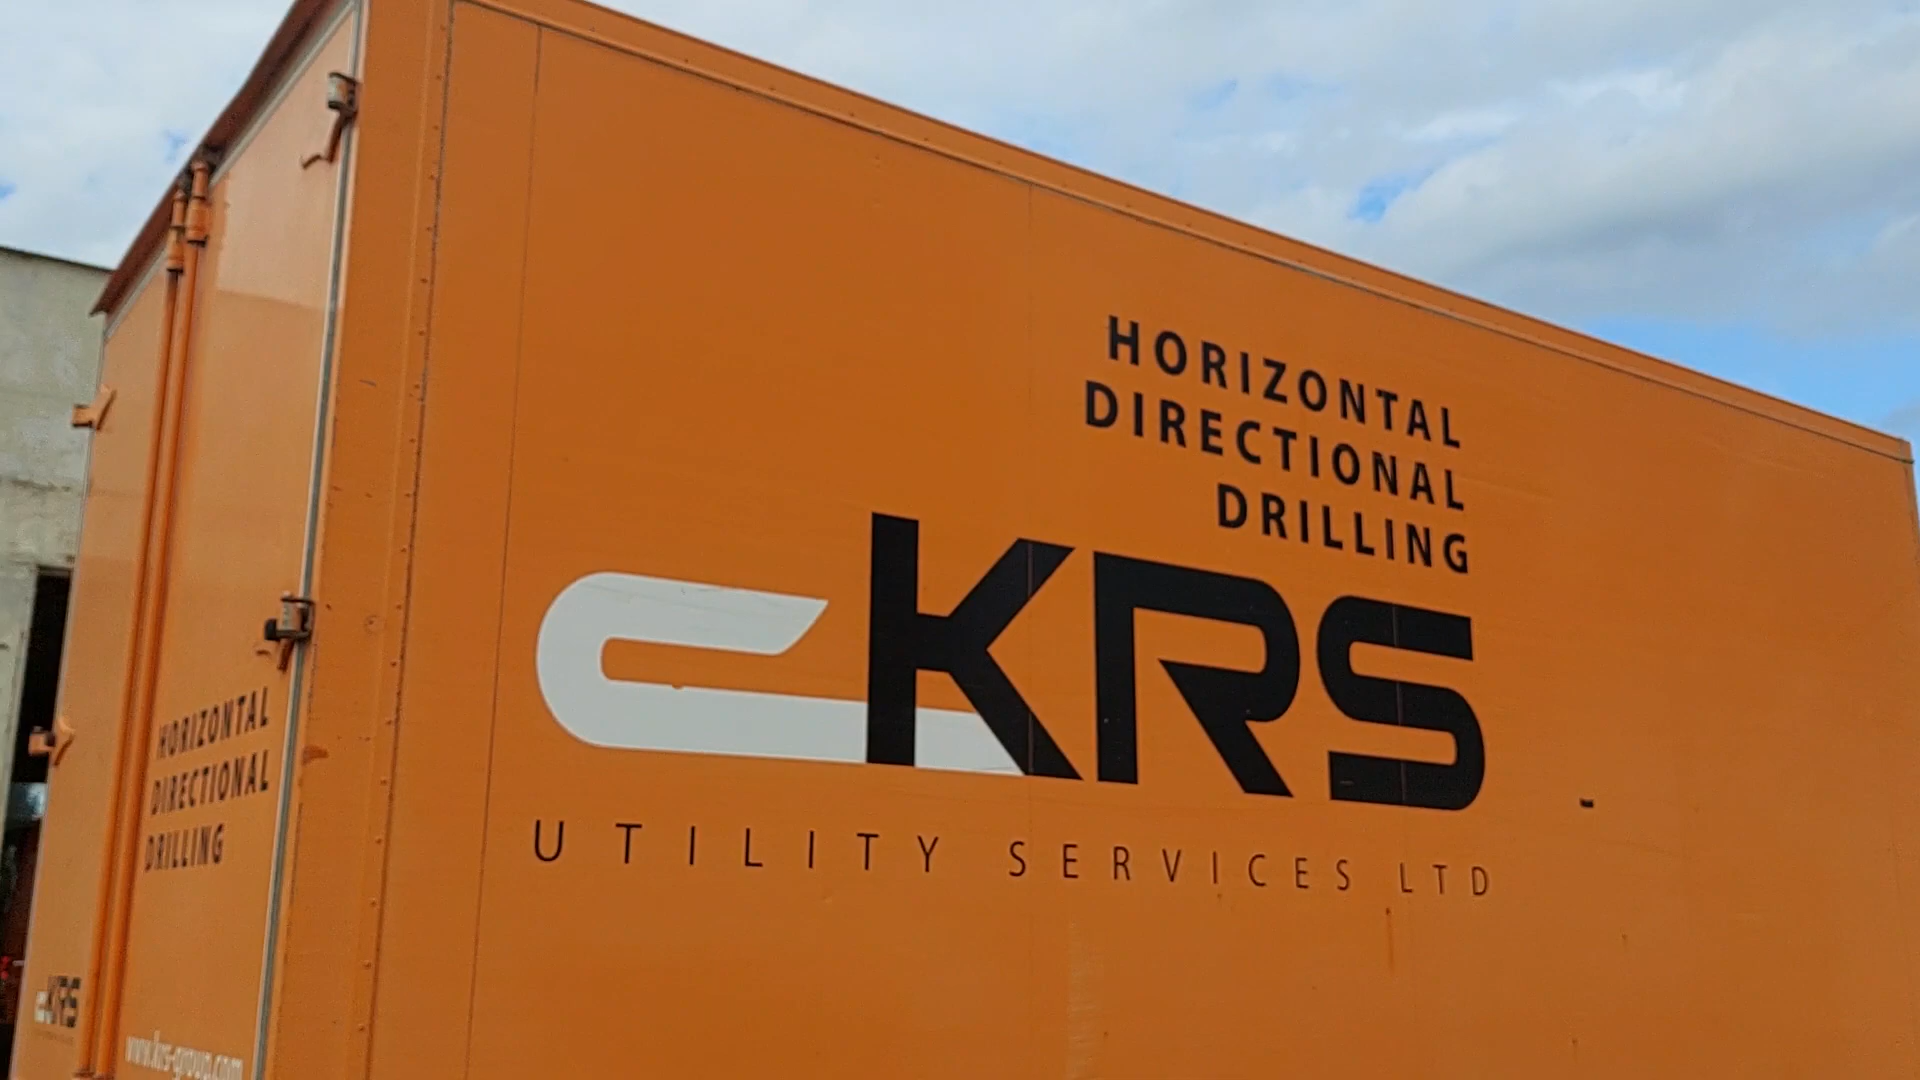 HORIZONTAL
DIRECTIONAL
DRILLING
KRS
UTILITY SERVICES LTD
HORIZONTAL
DIRECTIONAL
DRILLING
KRS
www.krs-group.com